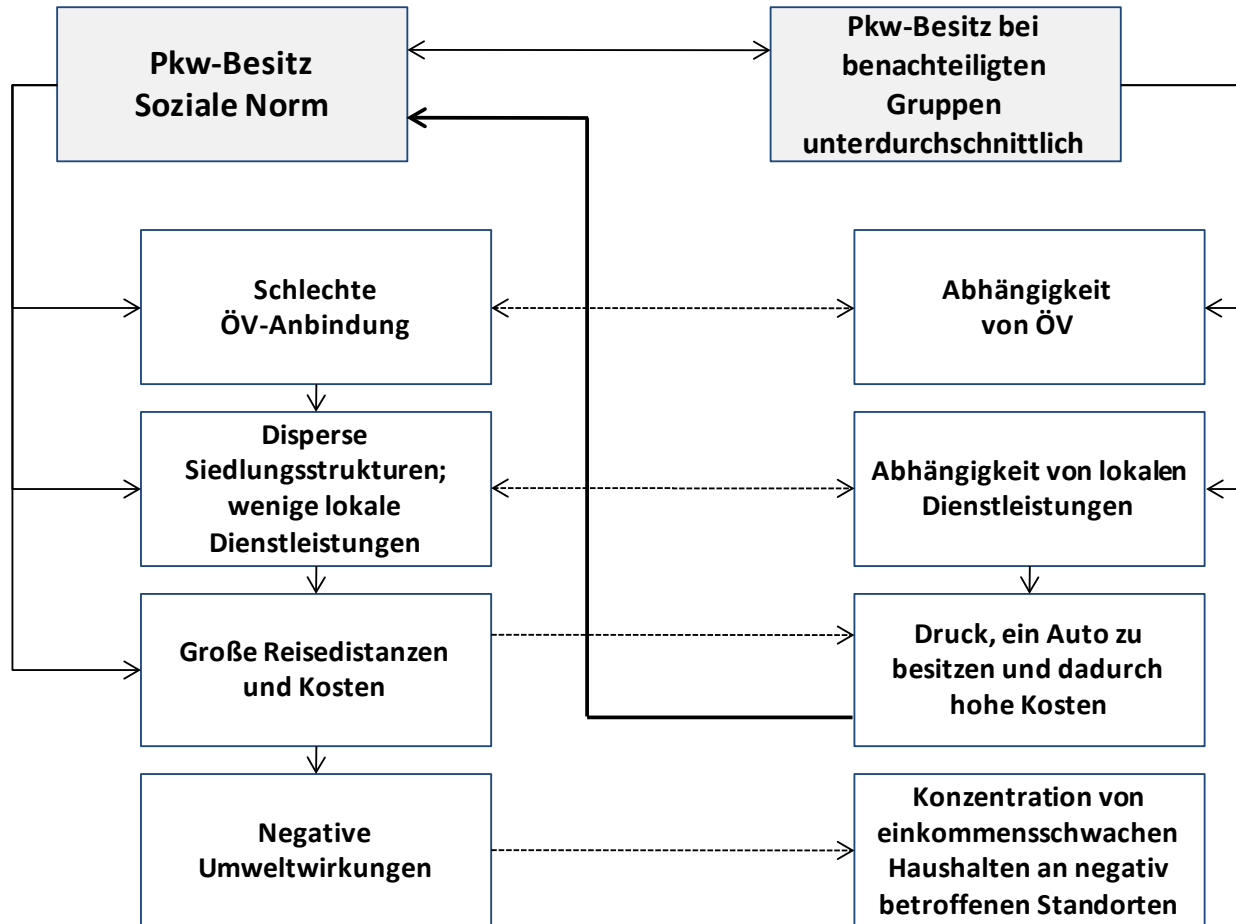 Pkw-Besitz
Soziale Norm
Pkw-Besitz bei
benachteiligten
Gruppen
unterdurchschnittlich
Schlechte
ÖV-Anbindung
Abhängigkeit
von ÖV
Disperse
Siedlungsstrukturen;
wenige lokale
Dienstleistungen
Abhängigkeit von lokalen
Dienstleistungen
Große Reisedistanzen
und Kosten
Druck, ein Auto zu
besitzen und dadurch
hohe Kosten
Negative
Umweltwirkungen
Konzentration von
einkommensschwachen
Haushalten an negativ
betroffenen Standorten